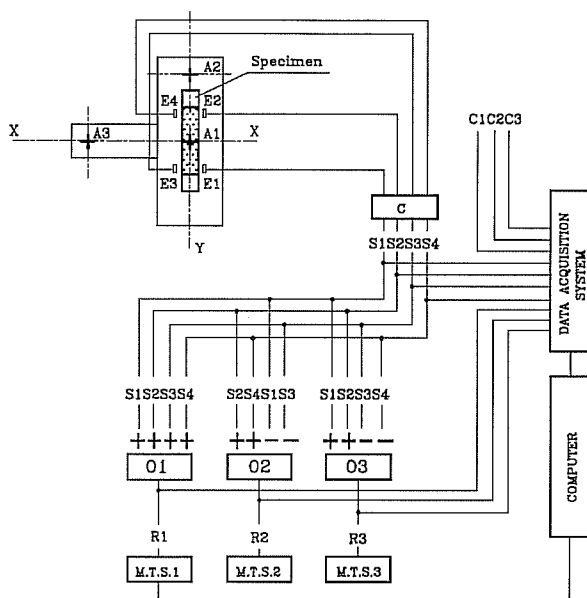 Specimen
A2
E4 E2
X A3 A1 X
E3 E1
Y
C1C2C3
C
S1S2S3S4
DATA ACQUISITION
SYSTEM
S1S2S3S4 S2S4S1S3 S1S2S3S4
++++ ++−− ++−−
O1 O2 O3
COMPUTER
R1 R2 R3
M.T.S.1 M.T.S.2 M.T.S.3